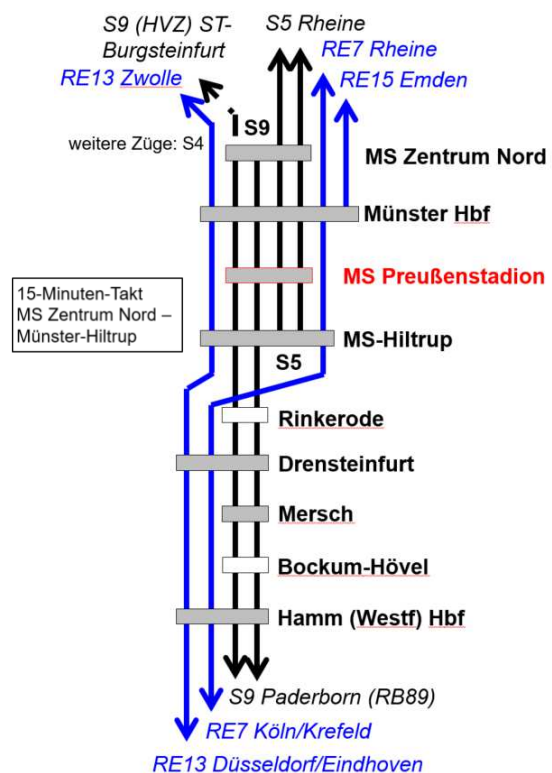 S9 (HVZ) ST-
Burgsteinfurt
S5 Rheine
RE7 Rheine
RE13 Zwolle
RE15 Emden
S9
weitere Züge: S4
MS Zentrum Nord
Münster Hbf
MS Preußenstadion
15-Minuten-Takt
MS Zentrum Nord –
Münster-Hiltrup
MS-Hiltrup
S5
Rinkerode
Drensteinfurt
Mersch
Bockum-Hövel
Hamm (Westf) Hbf
S9 Paderborn (RB89)
RE7 Köln/Krefeld
RE13 Düsseldorf/Eindhoven